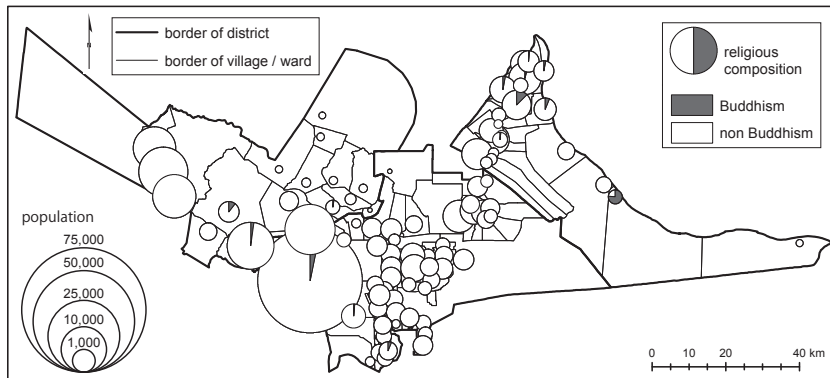 border of district
border of village / ward
religious
composition
Buddhism
non Buddhism
population
75,000
50,000
25,000
10,000
1,000
0 10 20 40 km